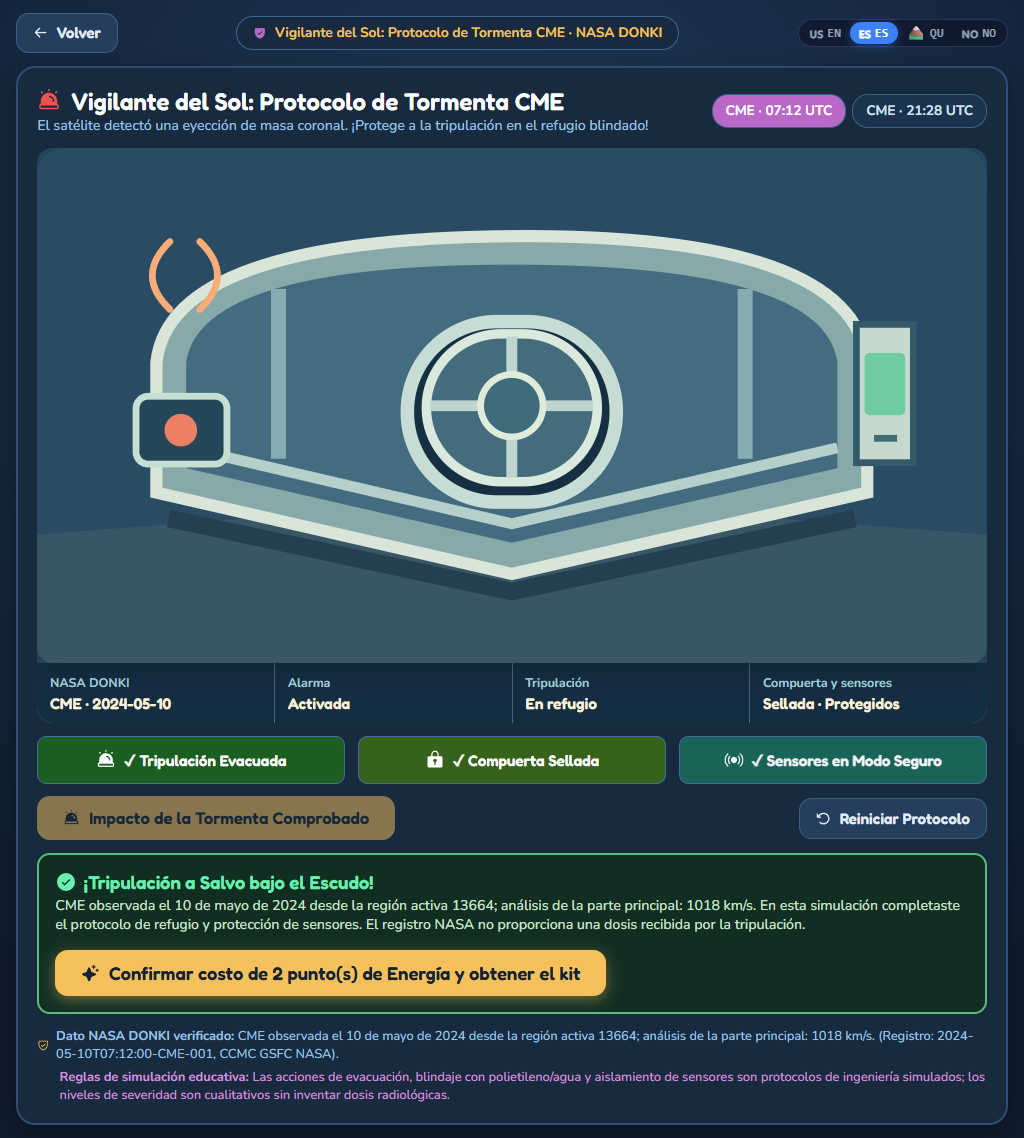 Volver
Vigilante del Sol: Protocolo de Tormenta CME · NASA DONKI
US EN
ES ES
QU
NO NO
Vigilante del Sol: Protocolo de Tormenta CME
El satélite detectó una eyección de masa coronal. ¡Protege a la tripulación en el refugio blindado!
CME · 07:12 UTC
CME · 21:28 UTC
NASA DONKI
CME · 2024-05-10
Alarma
Activada
Tripulación
En refugio
Compuerta y sensores
Sellada · Protegidos
✓ Tripulación Evacuada
✓ Compuerta Sellada
✓ Sensores en Modo Seguro
Impacto de la Tormenta Comprobado
Reiniciar Protocolo
¡Tripulación a Salvo bajo el Escudo!
CME observada el 10 de mayo de 2024 desde la región activa 13664; análisis de la parte principal: 1018 km/s. En esta simulación completaste
el protocolo de refugio y protección de sensores. El registro NASA no proporciona una dosis recibida por la tripulación.
Confirmar costo de 2 punto(s) de Energía y obtener el kit
Dato NASA DONKI verificado: CME observada el 10 de mayo de 2024 desde la región activa 13664; análisis de la parte principal: 1018 km/s. (Registro: 2024-
05-10T07:12:00-CME-001, CCMC GSFC NASA).
Reglas de simulación educativa: Las acciones de evacuación, blindaje con polietileno/agua y aislamiento de sensores son protocolos de ingeniería simulados; los
niveles de severidad son cualitativos sin inventar dosis radiológicas.